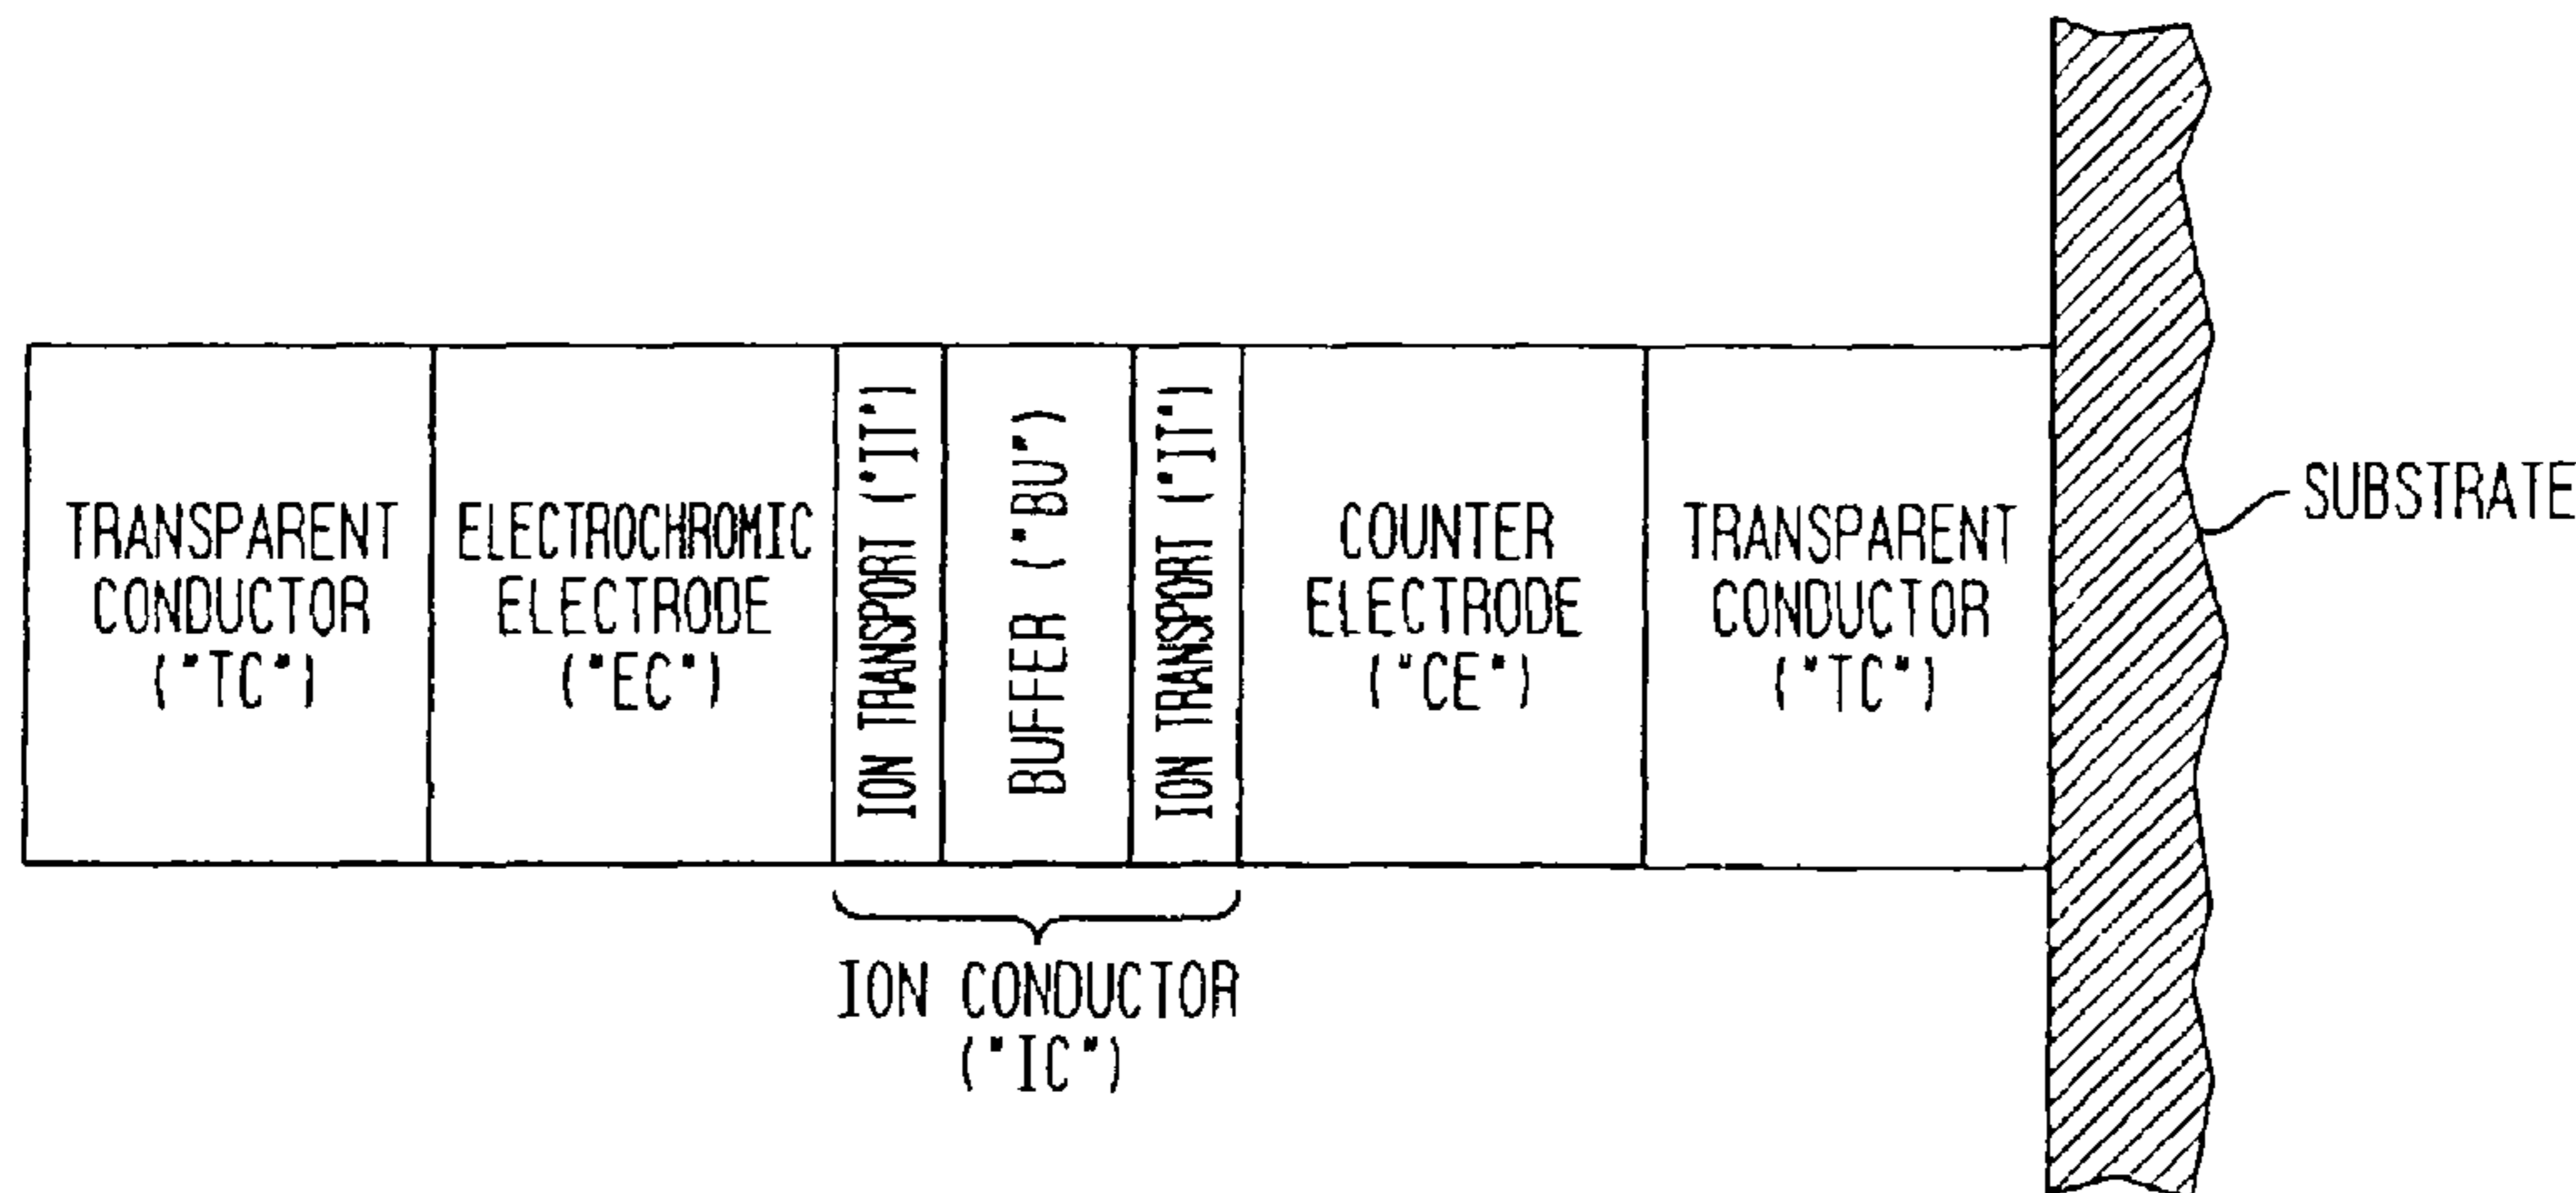 TRANSPARENT
CONDUCTOR
("TC")
ELECTROCHROMIC
ELECTRODE
("EC")
ION TRANSPORT ("IT")
BUFFER ("BU")
ION TRANSPORT ("IT")
COUNTER
ELECTRODE
("CE")
TRANSPARENT
CONDUCTOR
("TC")
SUBSTRATE
ION CONDUCTOR
("IC")